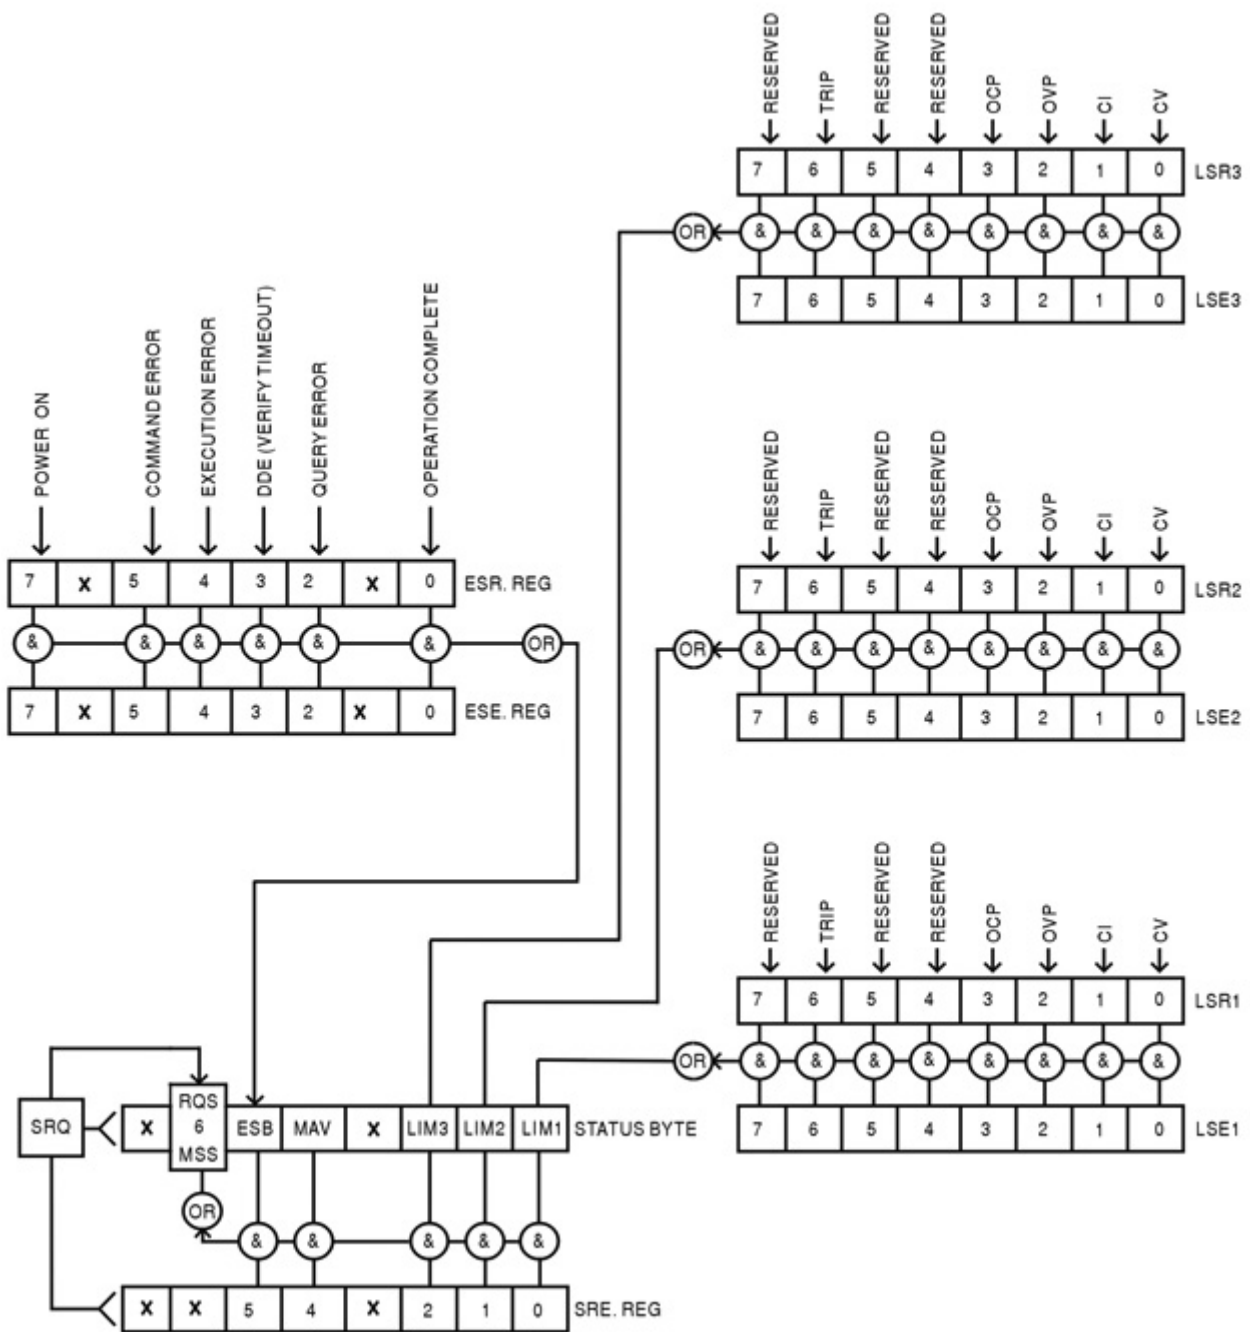 RESERVED TRIP RESERVED RESERVED OCP OVP CI CV
7 6 5 4 3 2 1 0 LSR3
OR & & & & & & & &
7 6 5 4 3 2 1 0 LSE3
POWER ON COMMAND ERROR EXECUTION ERROR DDE (VERIFY TIMEOUT) QUERY ERROR OPERATION COMPLETE
7 X 5 4 3 2 X 0 ESR. REG
& & & & & & OR
7 X 5 4 3 2 X 0 ESE. REG
RESERVED TRIP RESERVED RESERVED OCP OVP CI CV
7 6 5 4 3 2 1 0 LSR2
OR & & & & & & & &
7 6 5 4 3 2 1 0 LSE2
RESERVED TRIP RESERVED RESERVED OCP OVP CI CV
7 6 5 4 3 2 1 0 LSR1
OR & & & & & & & &
7 6 5 4 3 2 1 0 LSE1
RQS
SRQ X 6 ESB MAV X LIM3 LIM2 LIM1 STATUS BYTE
MSS
OR
& & & & &
X X 5 4 X 2 1 0 SRE. REG